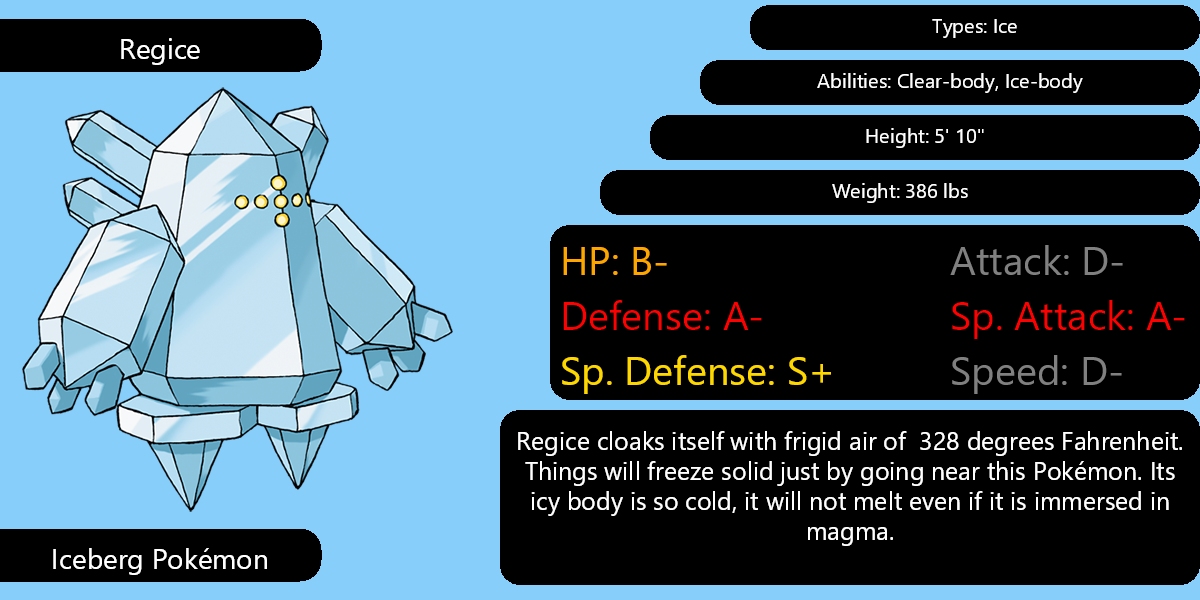 Regice
Types: Ice
Abilities: Clear-body, Ice-body
Height: 5' 10"
Weight: 386 lbs
HP: B-
Attack: D-
Defense: A-
Sp. Attack: A-
Sp. Defense: S+
Speed: D-
Regice cloaks itself with frigid air of  328 degrees Fahrenheit.
Things will freeze solid just by going near this Pokémon. Its
icy body is so cold, it will not melt even if it is immersed in
magma.
Iceberg Pokémon